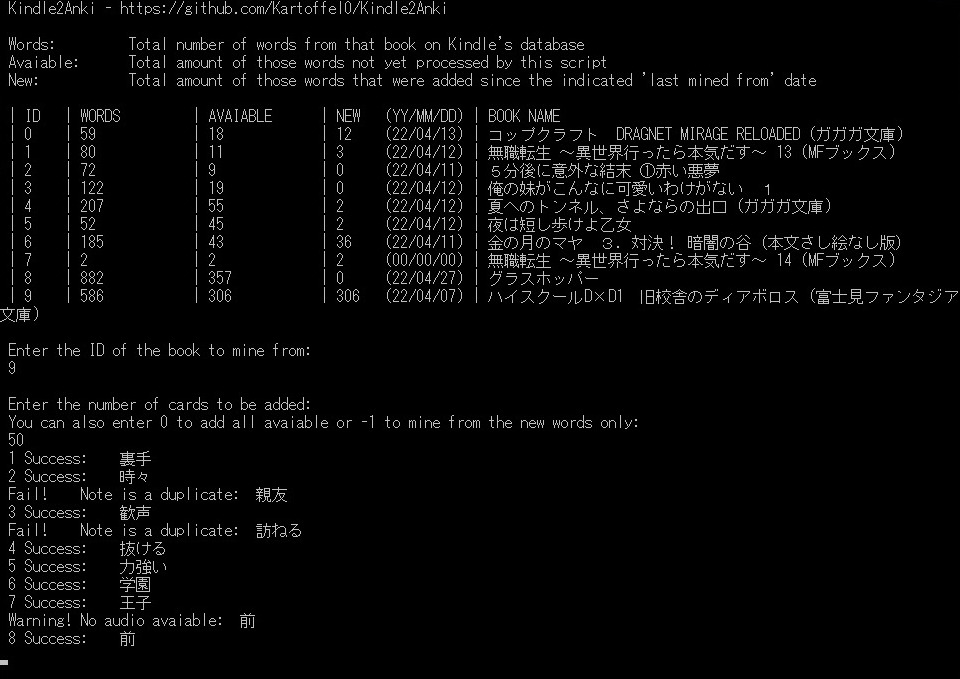 Kindle2Anki - https://github.com/Kartoffel0/Kindle2Anki
Words: Total number of words from that book on Kindle's database
Avaiable: Total amount of those words not yet processed by this script
New: Total amount of those words that were added since the indicated 'last mined from' date
| ID | WORDS | AVAIABLE | NEW (YY/MM/DD) | BOOK NAME
| 0 | 59 | 18 | 12 (22/04/13) | コップクラフト DRAGNET MIRAGE RELOADED (ガガガ文庫)
| 1 | 80 | 11 | 3 (22/04/12) | 無職転生 ～異世界行ったら本気だす～ 13 (MFブックス)
| 2 | 72 | 9 | 0 (22/04/11) | 5分後に意外な結末 ①赤い悪夢
| 3 | 122 | 19 | 0 (22/04/12) | 俺の妹がこんなに可愛いわけがない 1
| 4 | 207 | 55 | 2 (22/04/12) | 夏へのトンネル、さよならの出口 (ガガガ文庫)
| 5 | 52 | 45 | 2 (22/04/12) | 夜は短し歩けよ乙女
| 6 | 185 | 43 | 36 (22/04/11) | 金の月のマヤ 3．対決！ 暗闇の谷 (本文さし絵なし版)
| 7 | 2 | 2 | 2 (00/00/00) | 無職転生 ～異世界行ったら本気だす～ 14 (MFブックス)
| 8 | 882 | 357 | 0 (22/04/27) | グラスホッパー
| 9 | 586 | 306 | 306 (22/04/07) | ハイスクールD×D1 旧校舎のディアボロス (富士見ファンタジア
文庫)
Enter the ID of the book to mine from:
9
Enter the number of cards to be added:
You can also enter 0 to add all avaiable or -1 to mine from the new words only:
50
1 Success: 裏手
2 Success: 時々
Fail! Note is a duplicate: 親友
3 Success: 歓声
Fail! Note is a duplicate: 訪ねる
4 Success: 抜ける
5 Success: 力強い
6 Success: 学園
7 Success: 王子
Warning! No audio avaiable: 前
8 Success: 前